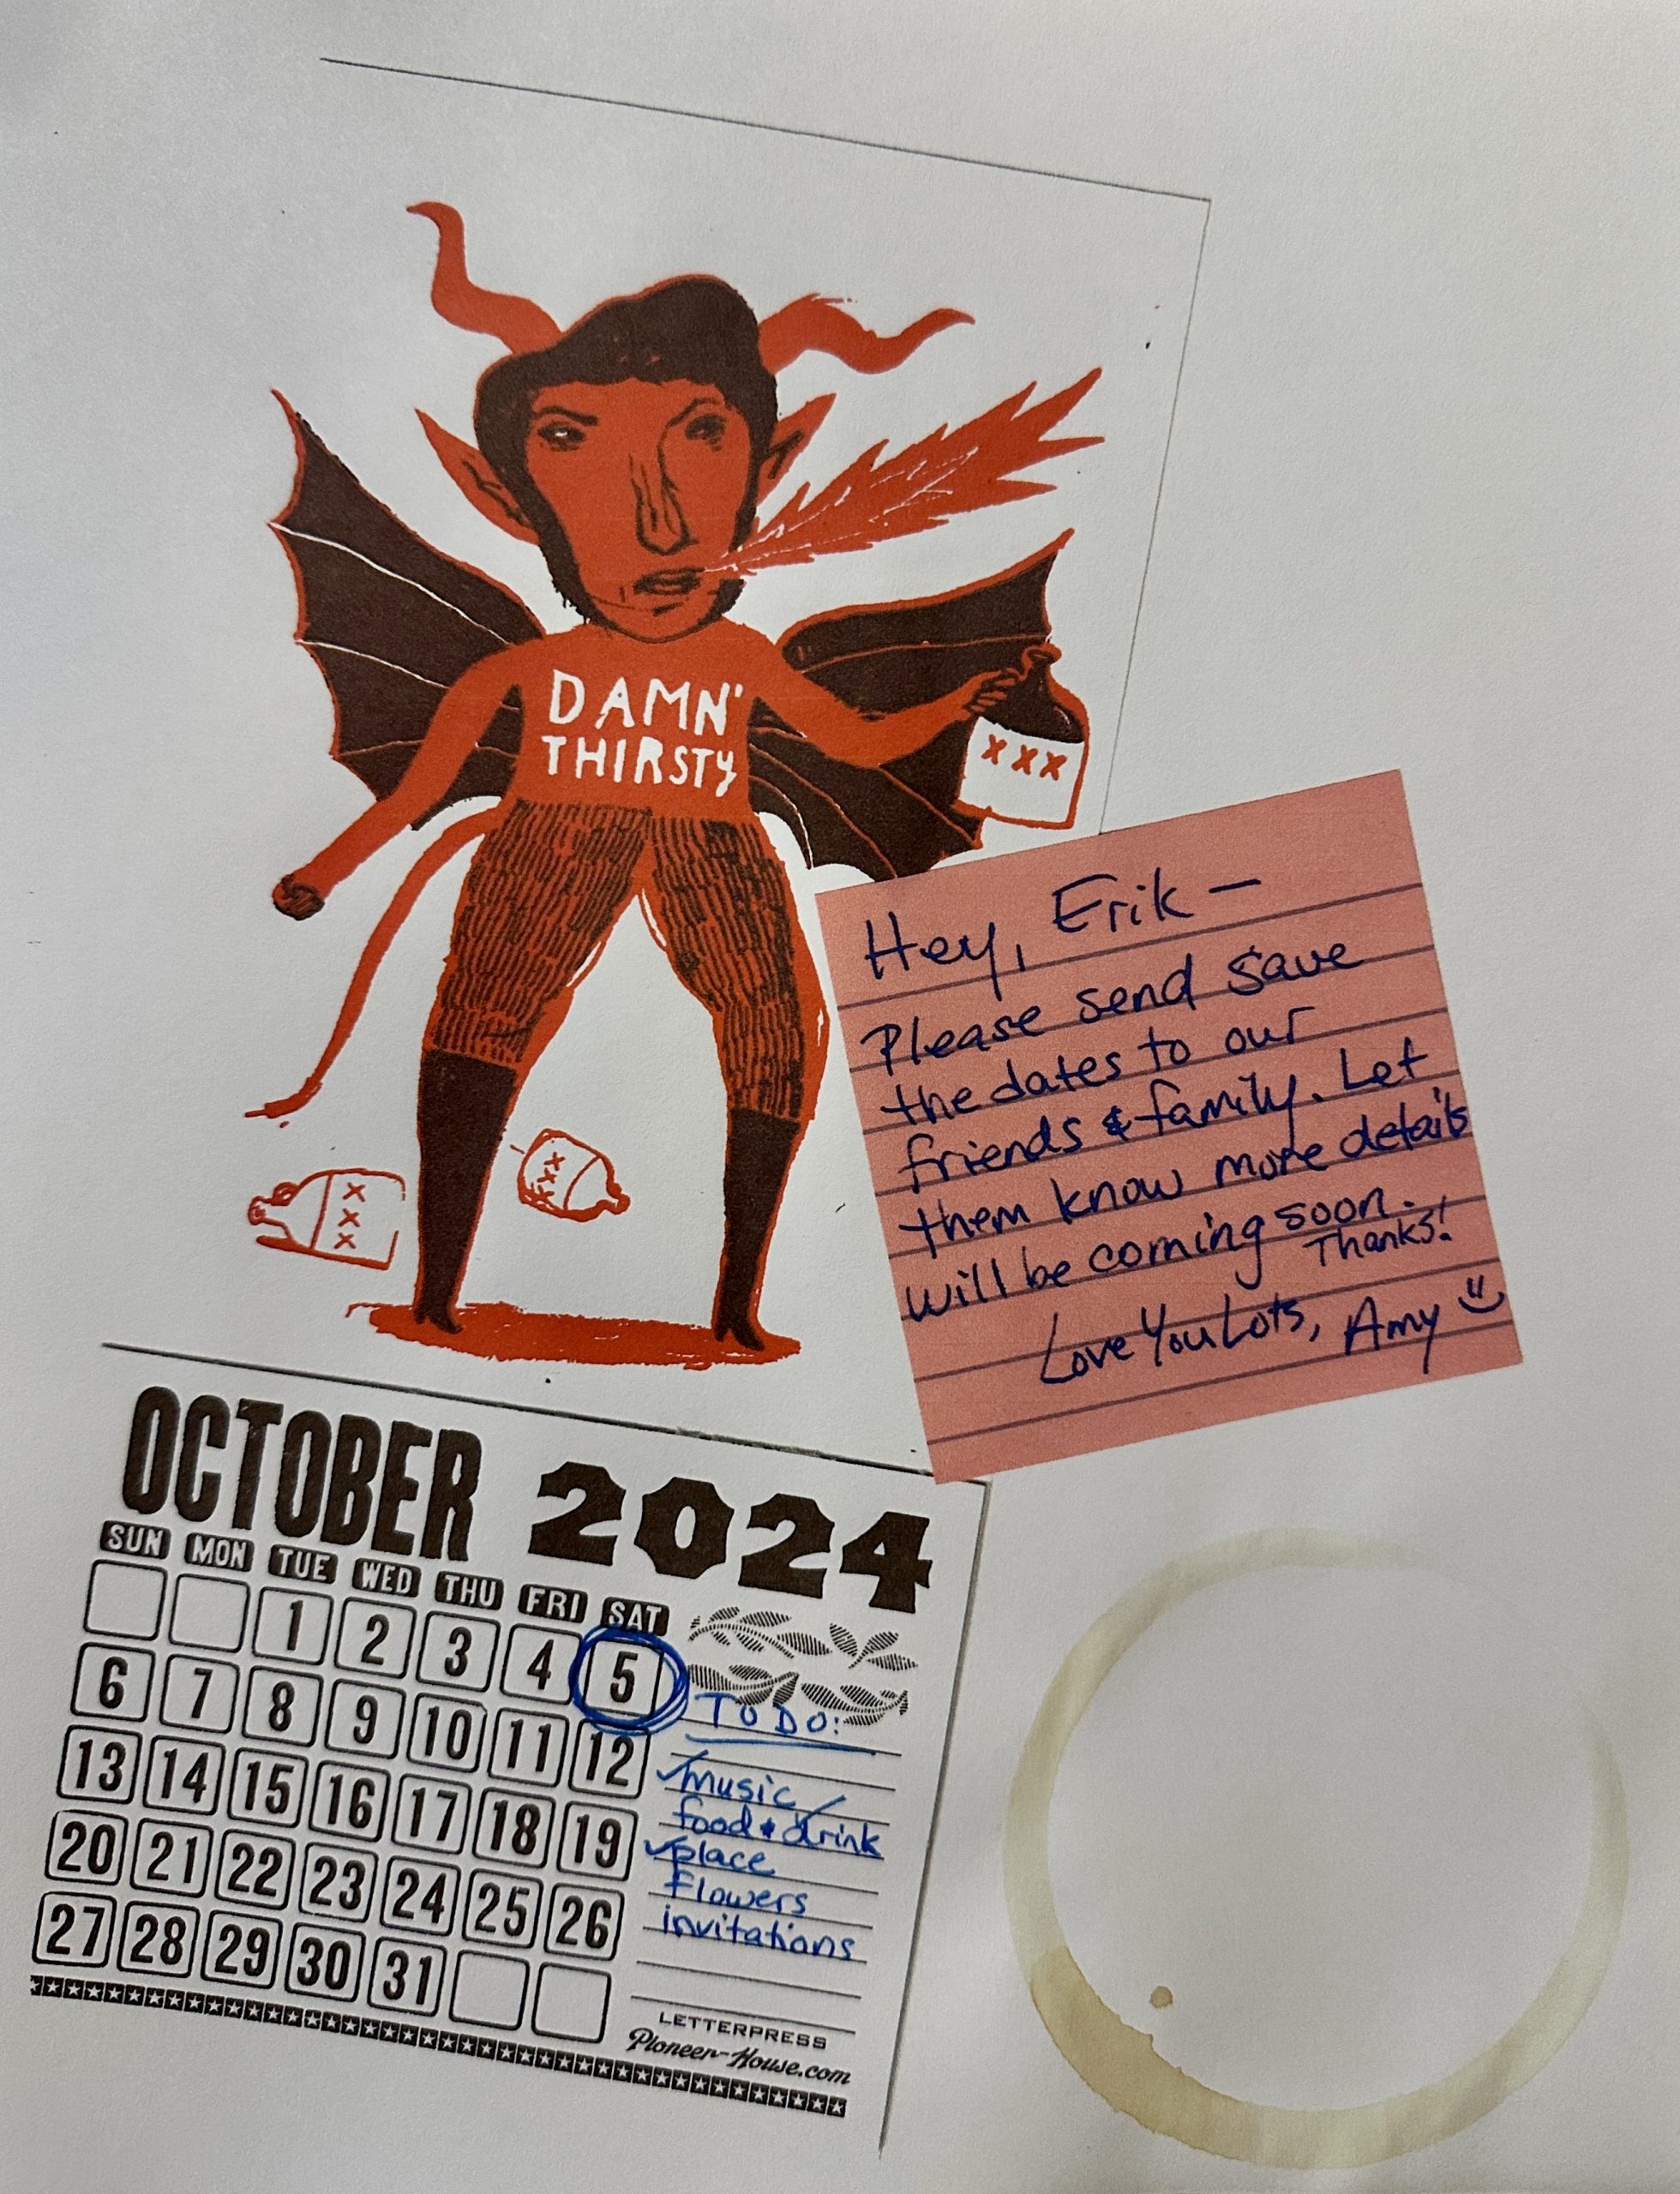 DAMN'
THIRSTY
XXX
Hey, Erik —
Please send save
the dates to our
friends & family. Let
them know more details
will be coming soon.
Thanks!
Love You Lots, Amy
X
X
X
X
X
X
OCTOBER 2024
SUN MON TUE WED THU FRI SAT
1 2 3 4 5
6 7 8 9 10 11 12
13 14 15 16 17 18 19
20 21 22 23 24 25 26
27 28 29 30 31
TO DO:
✓music
food & drink
✓place
flowers
invitations
LETTERPRESS
Pioneer-House.com